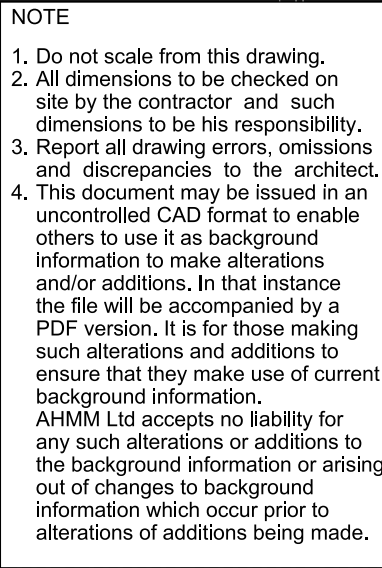 NOTE
1. Do not scale from this drawing.
2. All dimensions to be checked on
site by the contractor and such
dimensions to be his responsibility.
3. Report all drawing errors, omissions
and discrepancies to the architect.
4. This document may be issued in an
uncontrolled CAD format to enable
others to use it as background
information to make alterations
and/or additions. In that instance
the file will be accompanied by a
PDF version. It is for those making
such alterations and additions to
ensure that they make use of current
background information.
AHMM Ltd accepts no liability for
any such alterations or additions to
the background information or arising
out of changes to background
information which occur prior to
alterations of additions being made.